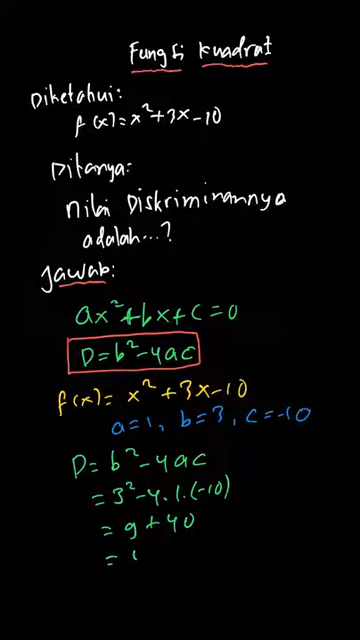 Fungsi Kuadrat
Diketahui:
f(x)=x²+3x-10
Ditanya:
Nilai Diskriminannya
adalah...?
Jawab:
ax²+bx+c=0
D=b²-4ac
f(x)= x²+3x-10
a=1, b=3, c=-10
D=b²-4ac
=3²-4.1.(-10)
=9+40
=